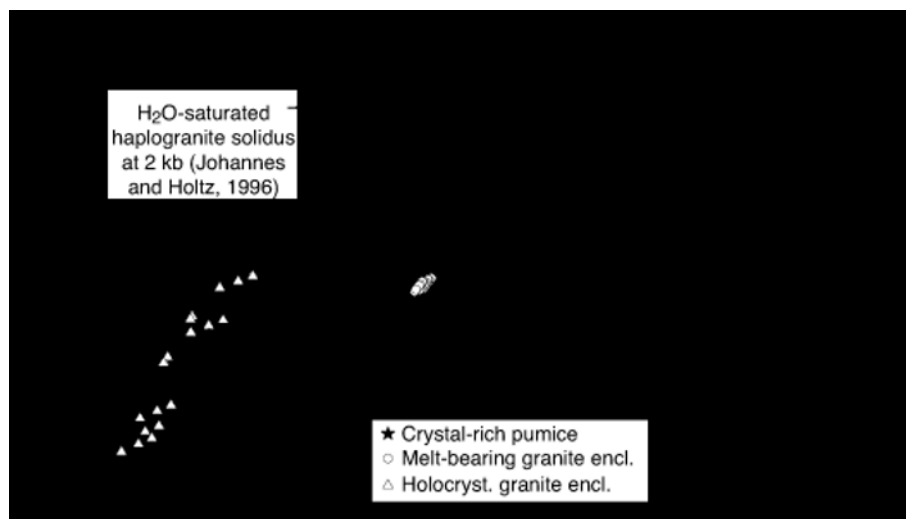 H₂O-saturated
haplogranite solidus
at 2 kb (Johannes
and Holtz, 1996)
Crystal-rich pumice
Melt-bearing granite encl.
Holocryst. granite encl.